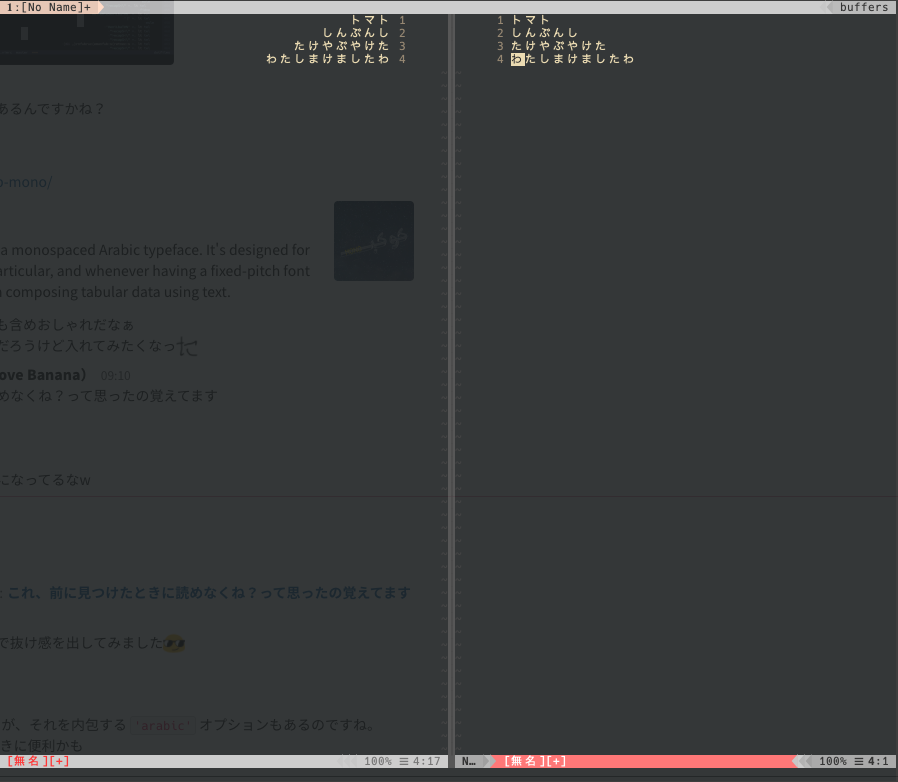 1:[No Name]+
buffers
トマト 1
しんぶんし 2
たけやぶやけた 3
わたしまけましたわ 4
1 トマト
2 しんぶんし
3 たけやぶやけた
4 わたしまけましたわ
あるんですかね？
o-mono/
a monospaced Arabic typeface. It's designed for
articular, and whenever having a fixed-pitch font
composing tabular data using text.
も含めおしゃれだなぁ
だろうけど入れてみたくなっ
ove Banana） 09:10
めなくね？って思ったの覚えてます
になってるなw
: これ、前に見つけたときに読めなくね？って思ったの覚えてます
で抜け感を出してみました
が、それを内包する "arabic" オプションもあるのですね。
きに便利かも
[無名][+]
100% ☰ 4:17
N…
[無名][+]
100% ☰ 4:1